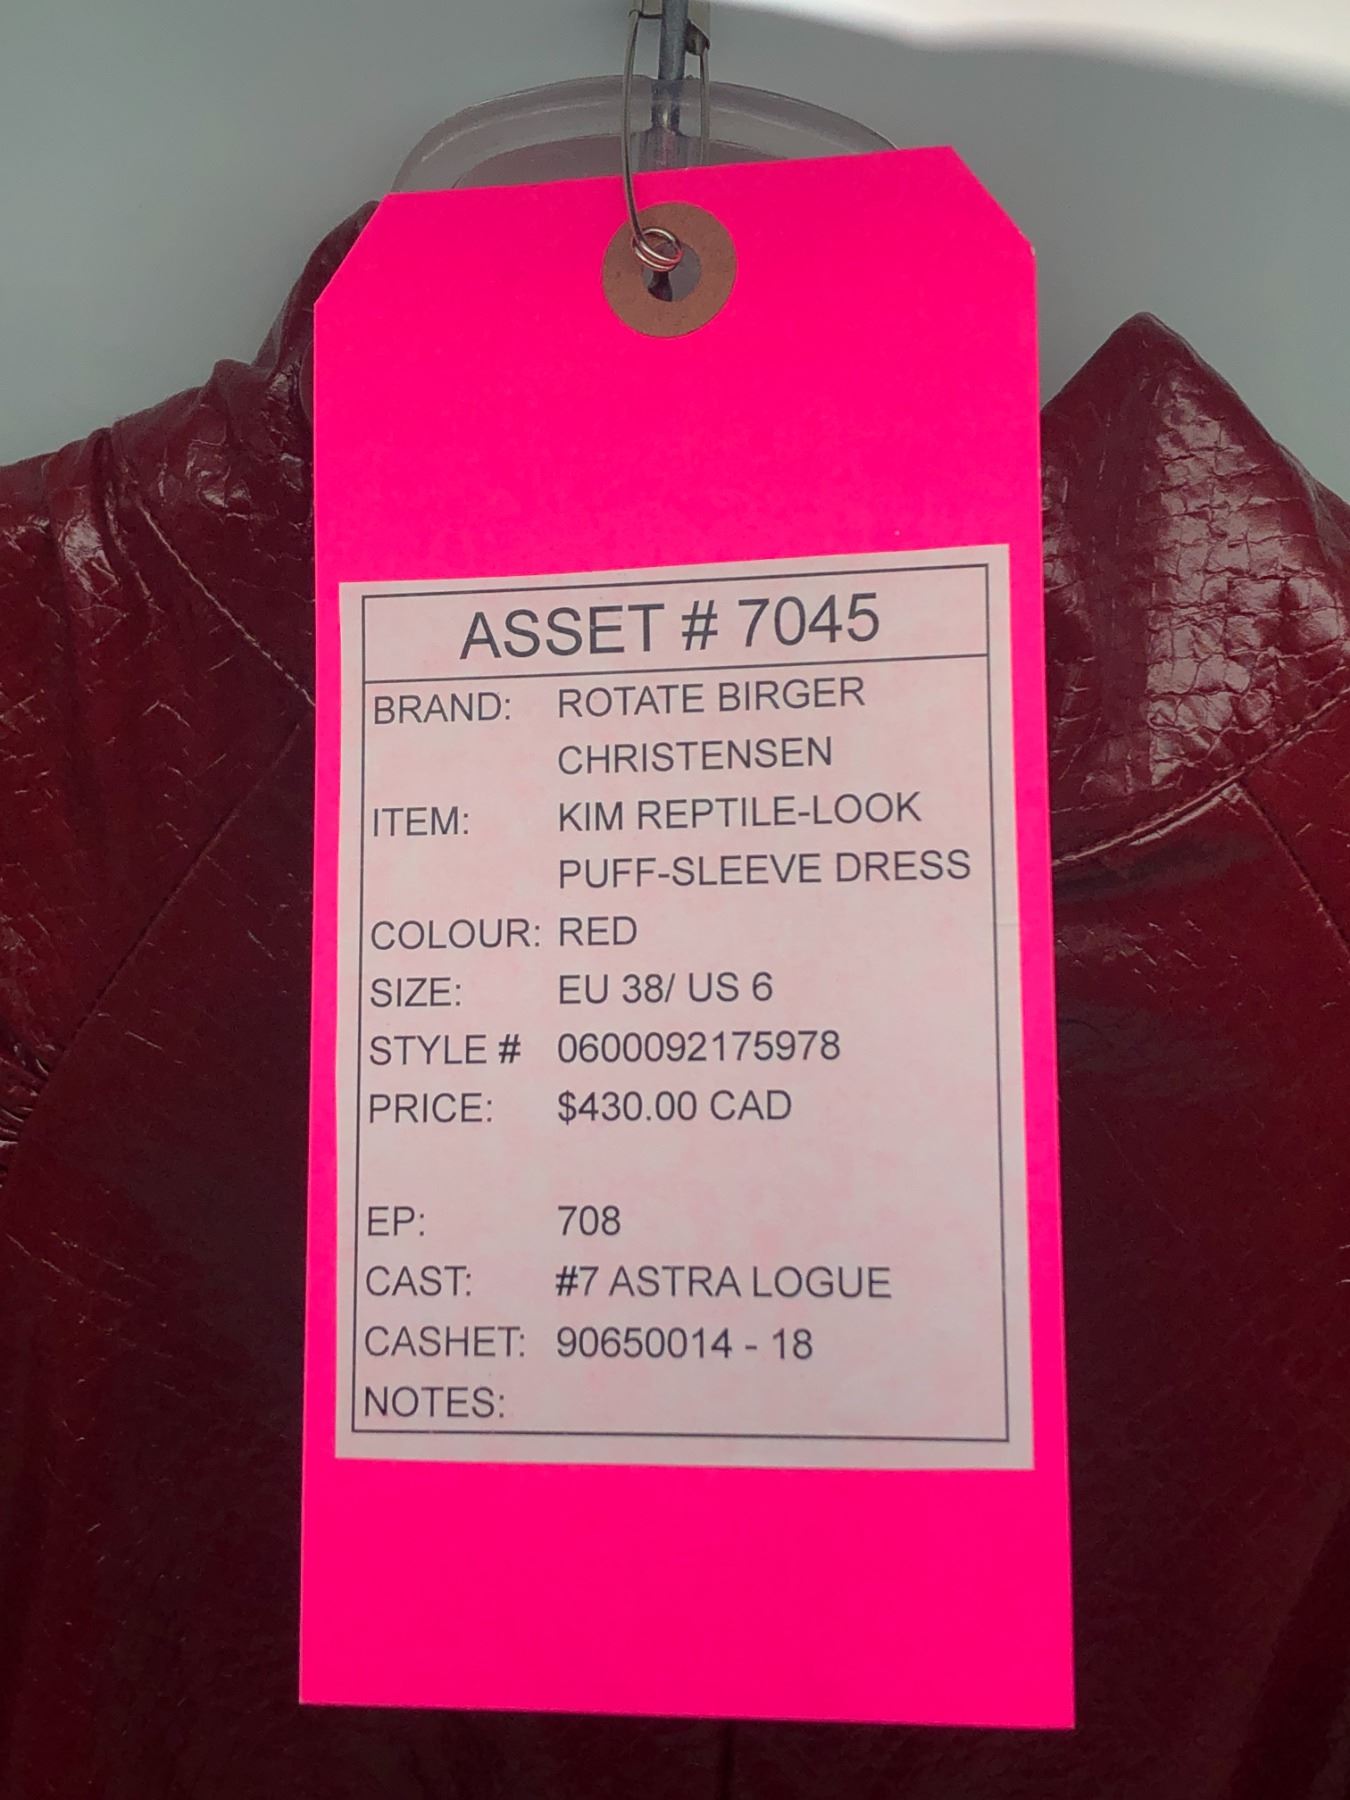 ASSET # 7045
BRAND: ROTATE BIRGER
CHRISTENSEN
ITEM: KIM REPTILE-LOOK
PUFF-SLEEVE DRESS
COLOUR: RED
SIZE: EU 38/ US 6
STYLE # 0600092175978
PRICE: $430.00 CAD
EP: 708
CAST: #7 ASTRA LOGUE
CASHET: 90650014 - 18
NOTES: